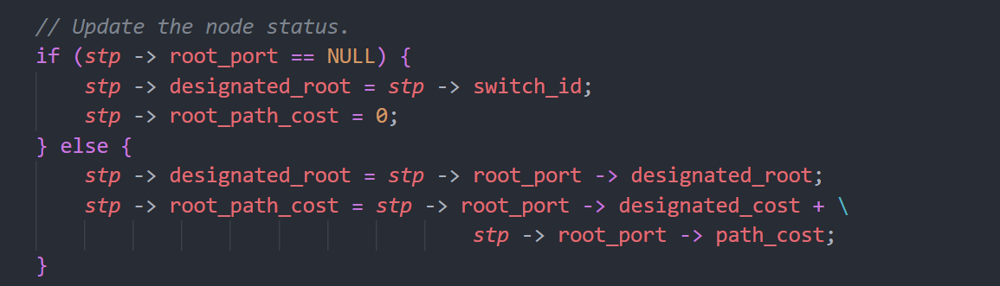 // Update the node status.
if (stp -> root_port == NULL) {
    stp -> designated_root = stp -> switch_id;
    stp -> root_path_cost = 0;
} else {
    stp -> designated_root = stp -> root_port -> designated_root;
    stp -> root_path_cost = stp -> root_port -> designated_cost + \
                                    stp -> root_port -> path_cost;
}